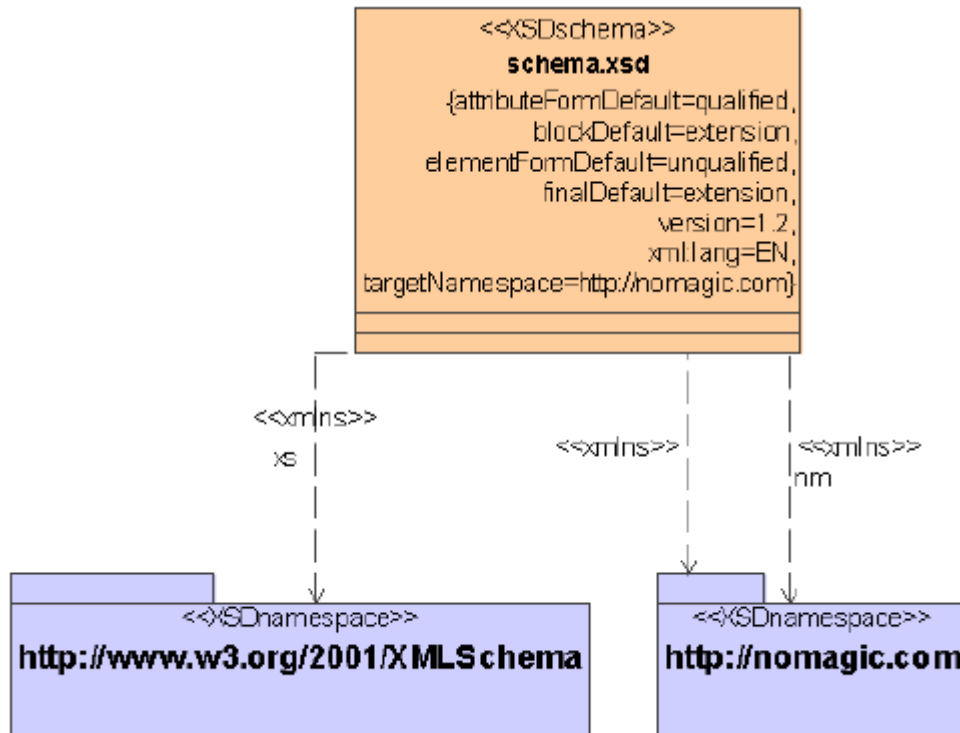 <<XSDschema>>
schema.xsd
{attributeFormDefault=qualified,
blockDefault=extension,
elementFormDefault=unqualified,
finalDefault=extension,
version=1.2,
xml:lang=EN,
targetNamespace=http://nomagic.com}
<<xmlns>>
xs
<<xmlns>>
<<xmlns>>
nm
<<XSDnamespace>>
http://www.w3.org/2001/XMLSchema
<<XSDnamespace>>
http://nomagic.com